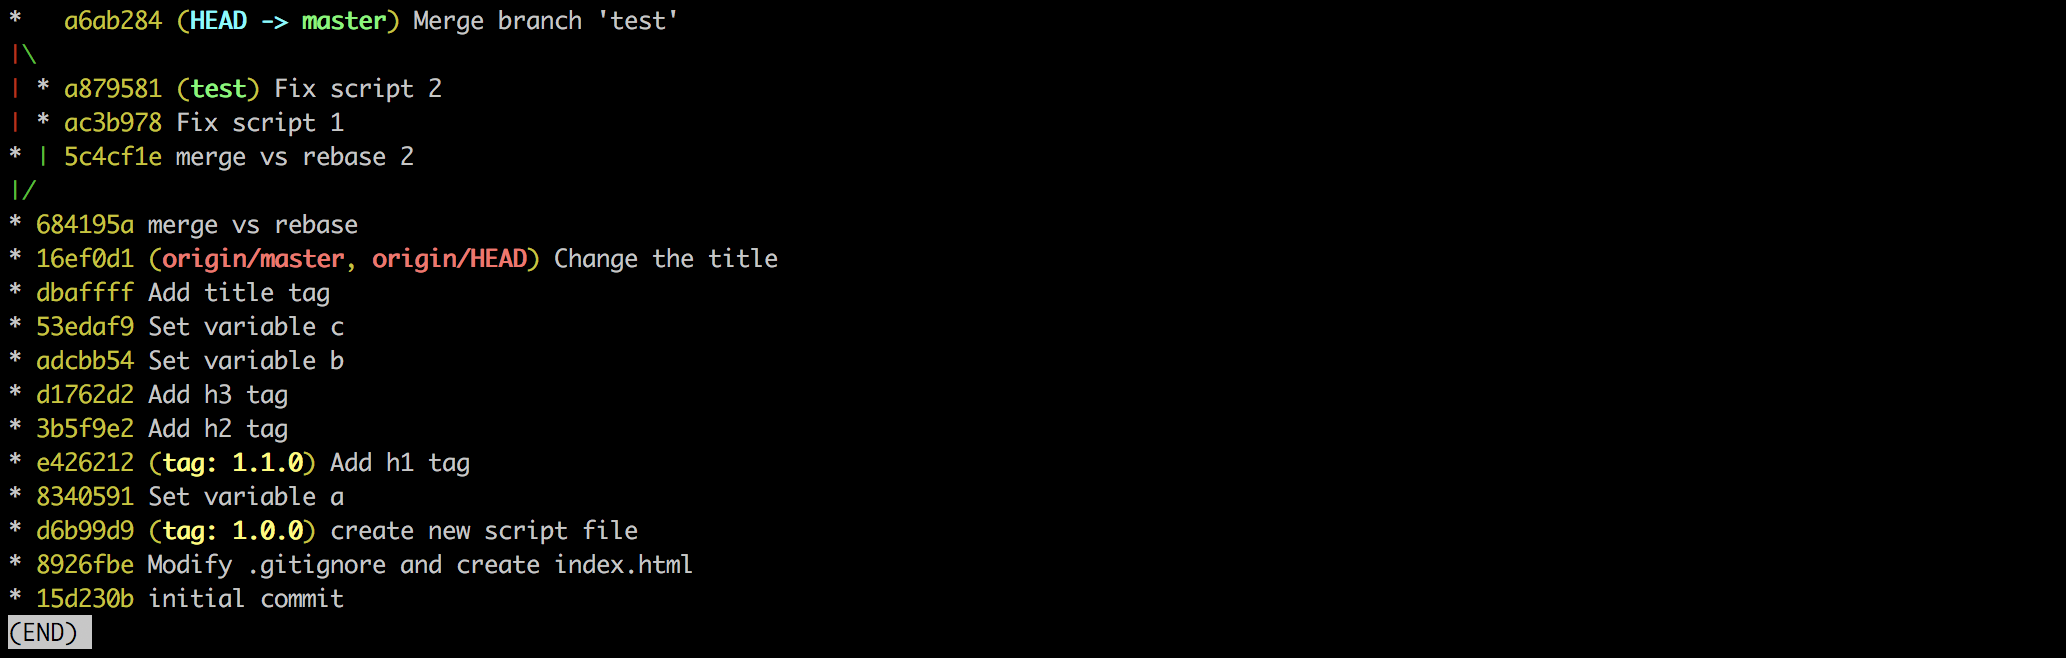 *   a6ab284 (HEAD -> master) Merge branch 'test'
|\
| * a879581 (test) Fix script 2
| * ac3b978 Fix script 1
* | 5c4cf1e merge vs rebase 2
|/
* 684195a merge vs rebase
* 16ef0d1 (origin/master, origin/HEAD) Change the title
* dbaffff Add title tag
* 53edaf9 Set variable c
* adcbb54 Set variable b
* d1762d2 Add h3 tag
* 3b5f9e2 Add h2 tag
* e426212 (tag: 1.1.0) Add h1 tag
* 8340591 Set variable a
* d6b99d9 (tag: 1.0.0) create new script file
* 8926fbe Modify .gitignore and create index.html
* 15d230b initial commit
(END)